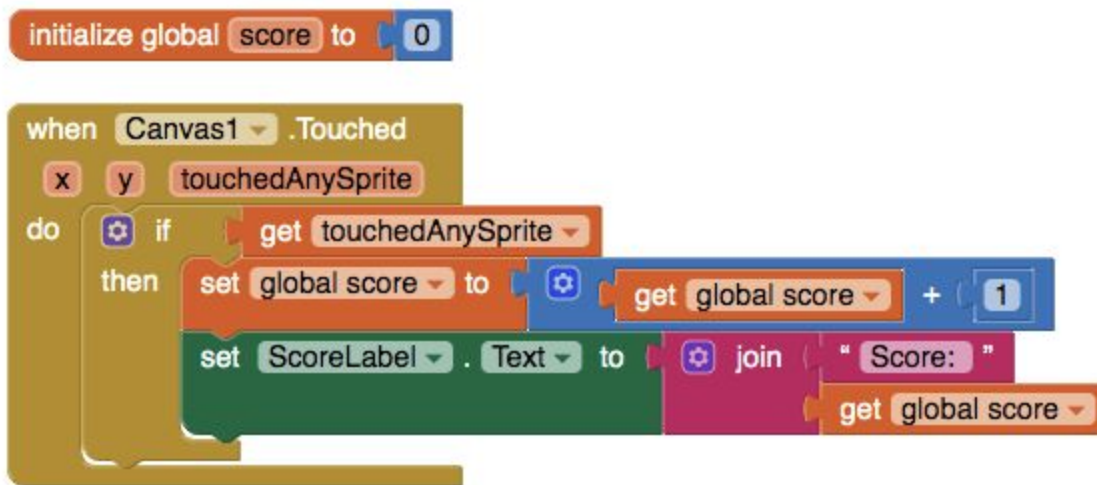 initialize global score to 0
when Canvas1 .Touched
x y touchedAnySprite
do if get touchedAnySprite
then set global score to get global score + 1
set ScoreLabel . Text to join " Score: "
get global score